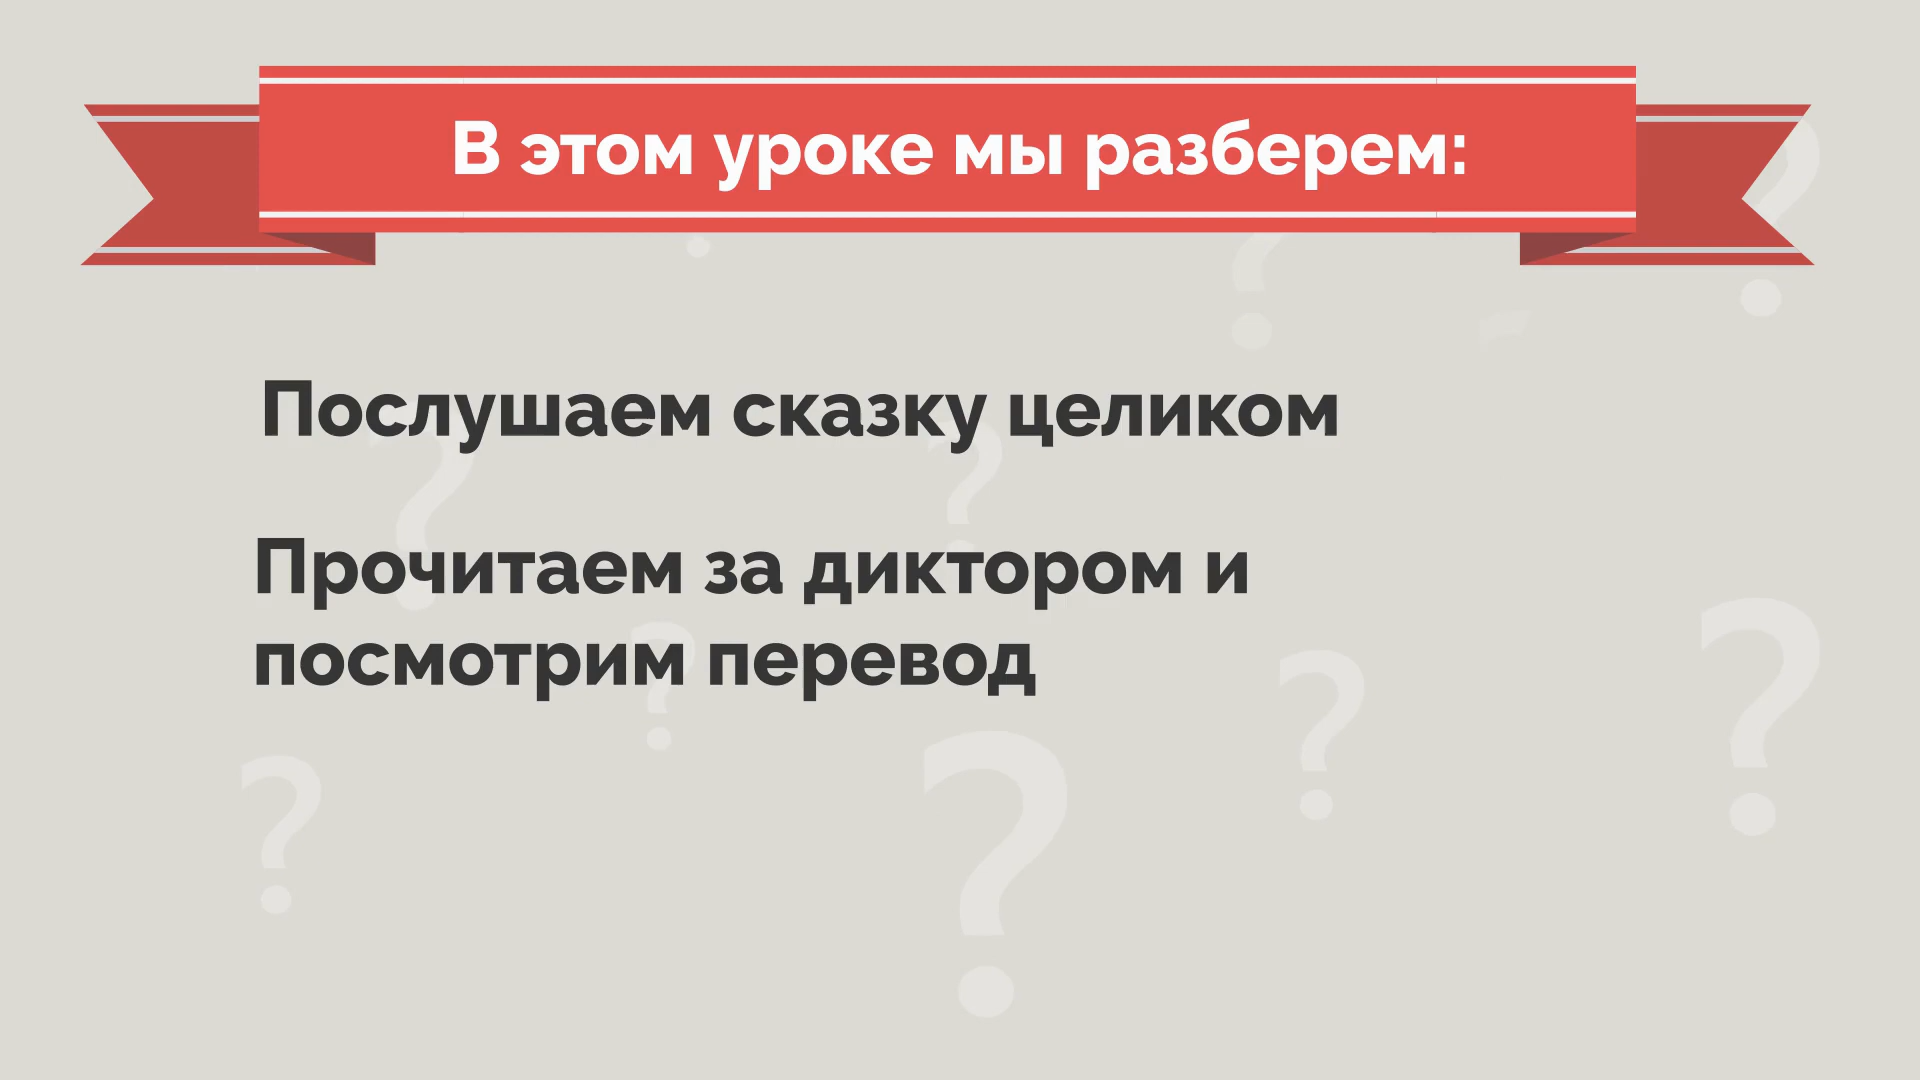 В этом уроке мы разберем:
Послушаем сказку целиком
Прочитаем за диктором и
посмотрим перевод